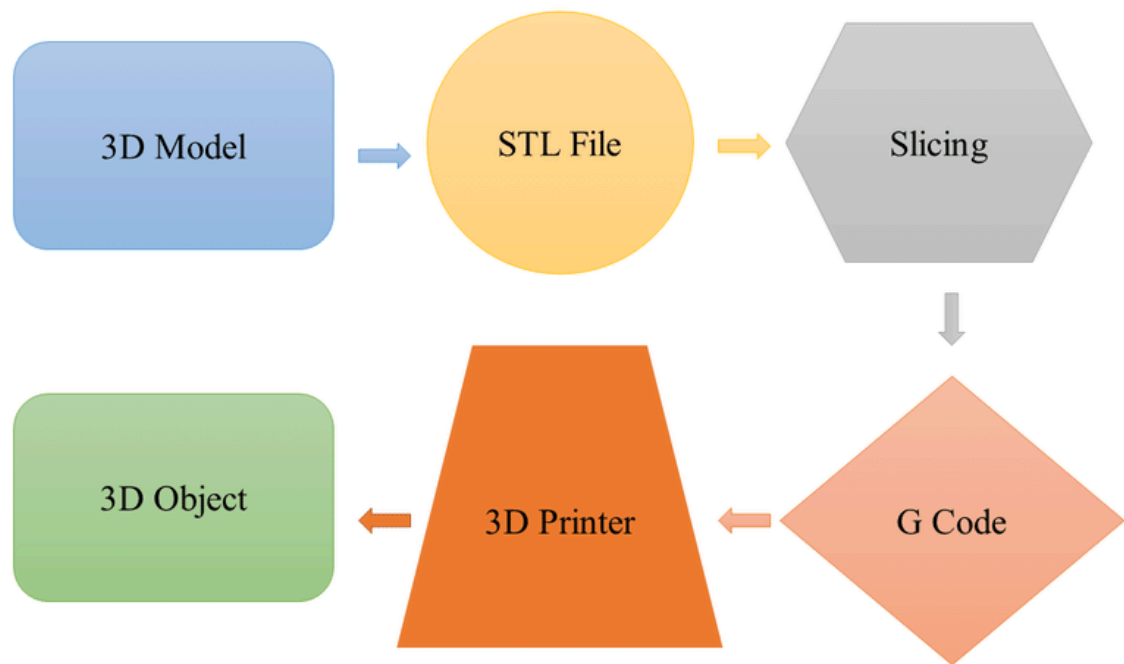 3D Model
STL File
Slicing
G Code
3D Printer
3D Object